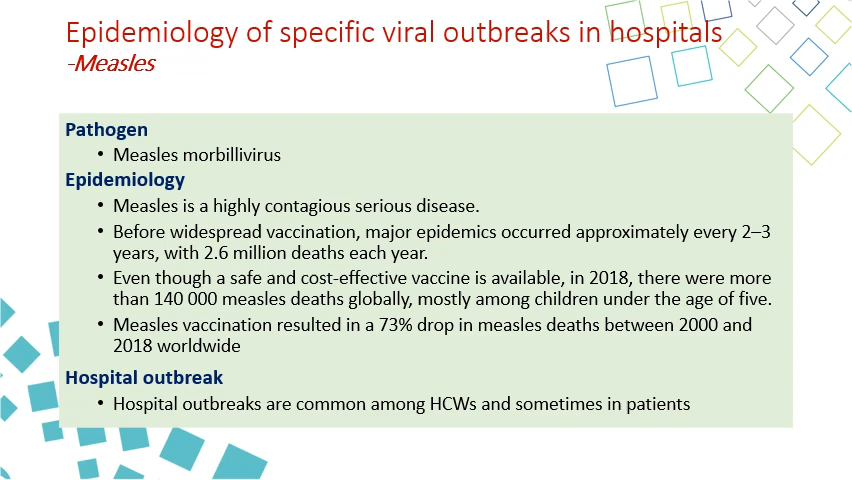 Epidemiology of specific viral outbreaks in hospitals
-Measles
Pathogen
• Measles morbillivirus
Epidemiology
• Measles is a highly contagious serious disease.
• Before widespread vaccination, major epidemics occurred approximately every 2–3
years, with 2.6 million deaths each year.
• Even though a safe and cost-effective vaccine is available, in 2018, there were more
than 140 000 measles deaths globally, mostly among children under the age of five.
• Measles vaccination resulted in a 73% drop in measles deaths between 2000 and
2018 worldwide
Hospital outbreak
• Hospital outbreaks are common among HCWs and sometimes in patients